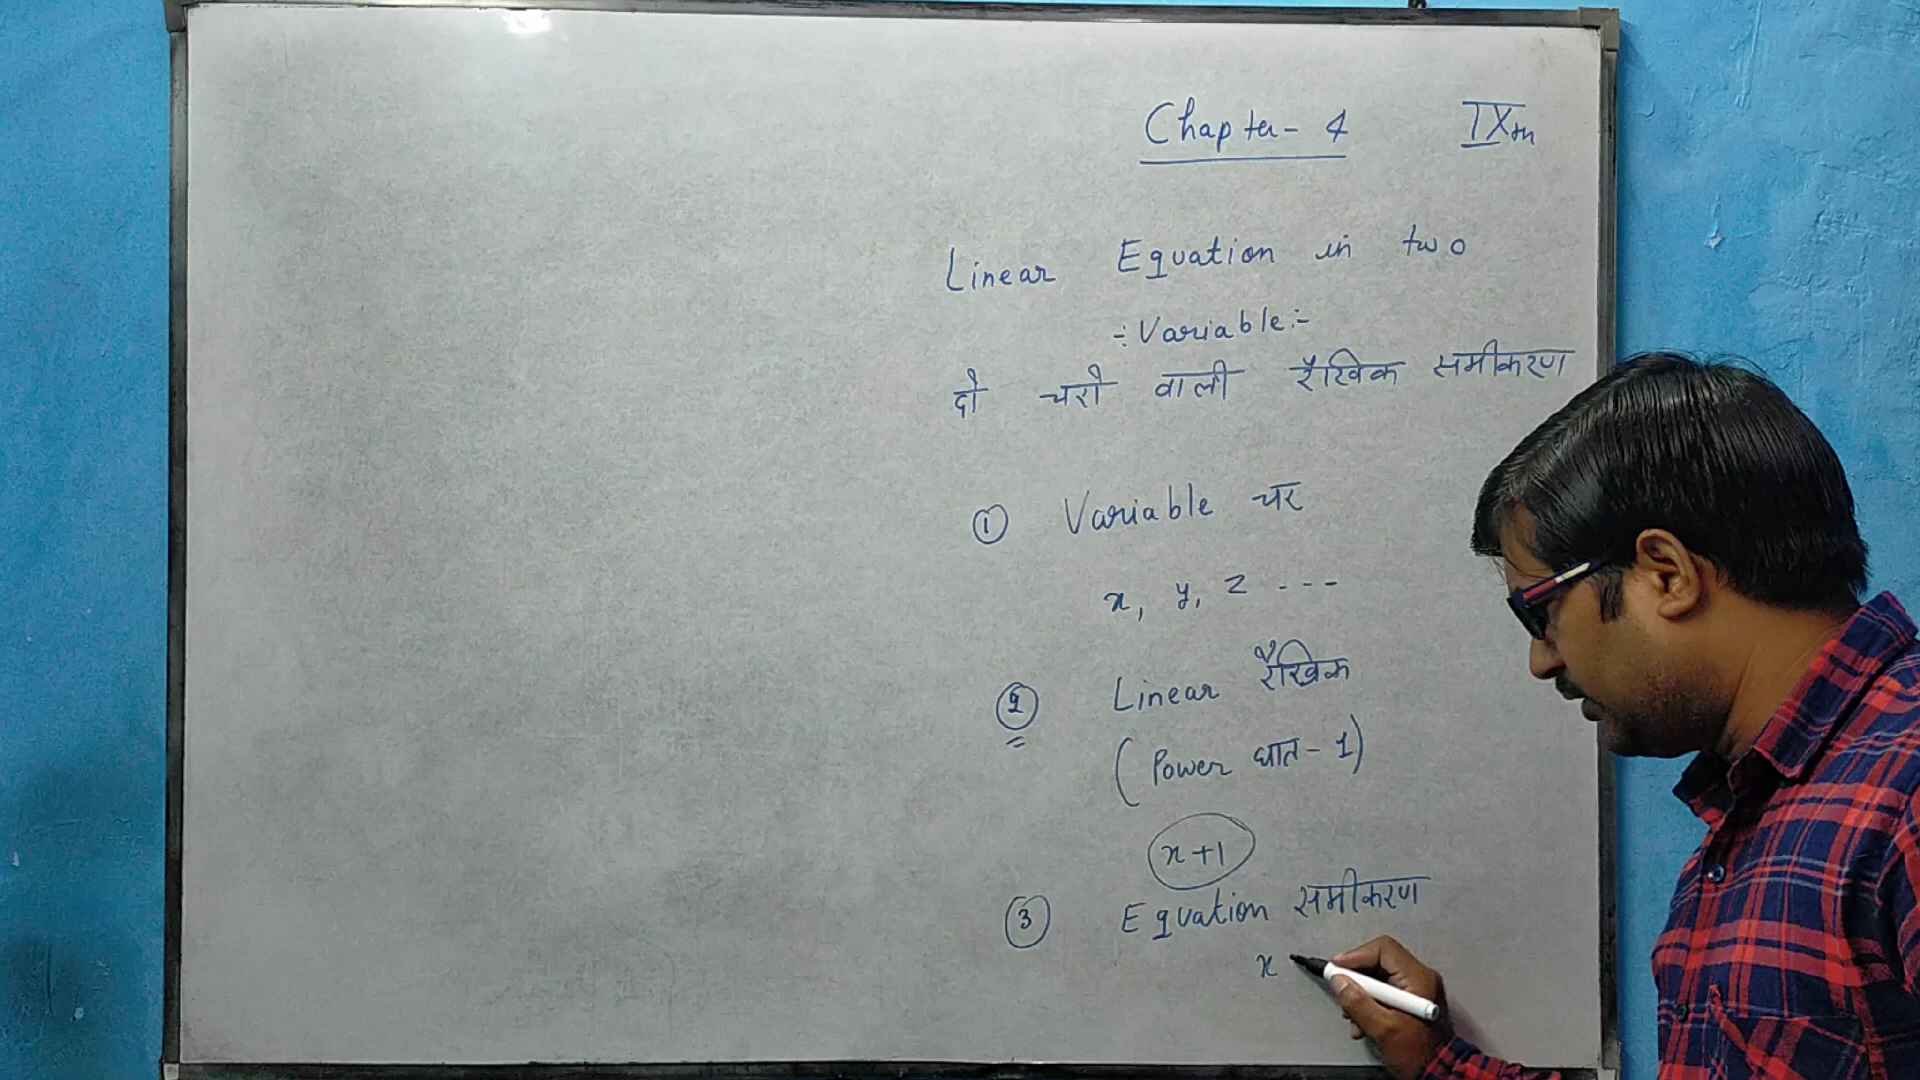 Chapter - 4 IXth
Linear Equation in two
-: Variable :-
दो चरो वाली रैखिक समीकरण
① Variable चर
x, y, z ---
② Linear रैखिक
(Power घात - 1)
x+1
③ Equation समीकरण
x